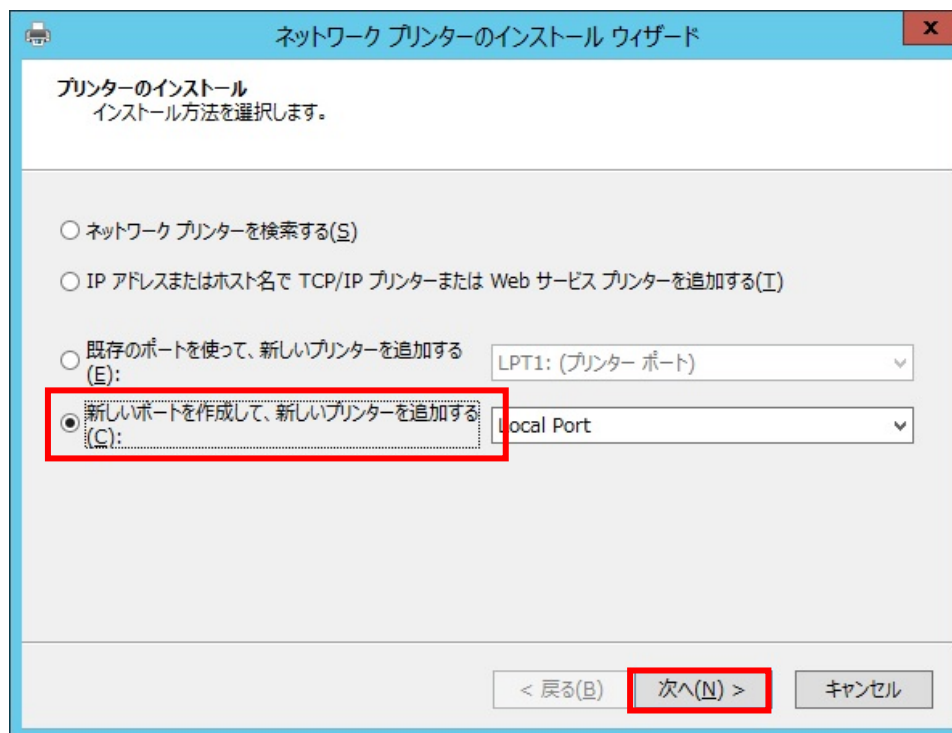 ネットワーク プリンターのインストール ウィザード
x
プリンターのインストール
インストール方法を選択します。
ネットワーク プリンターを検索する(S)
IP アドレスまたはホスト名で TCP/IP プリンターまたは Web サービス プリンターを追加する(T)
既存のポートを使って、新しいプリンターを追加する
(E):
LPT1: (プリンター ポート)
新しいポートを作成して、新しいプリンターを追加する
(C):
Local Port
< 戻る(B)
次へ(N) >
キャンセル